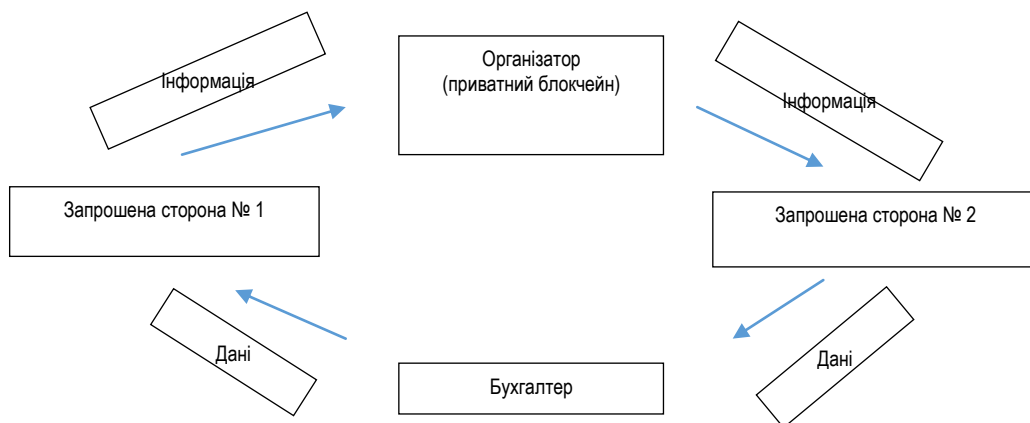 Інформація
Організатор
(приватний блокчейн)
Інформація
Запрошена сторона № 1
Запрошена сторона № 2
Дані
Бухгалтер
Дані